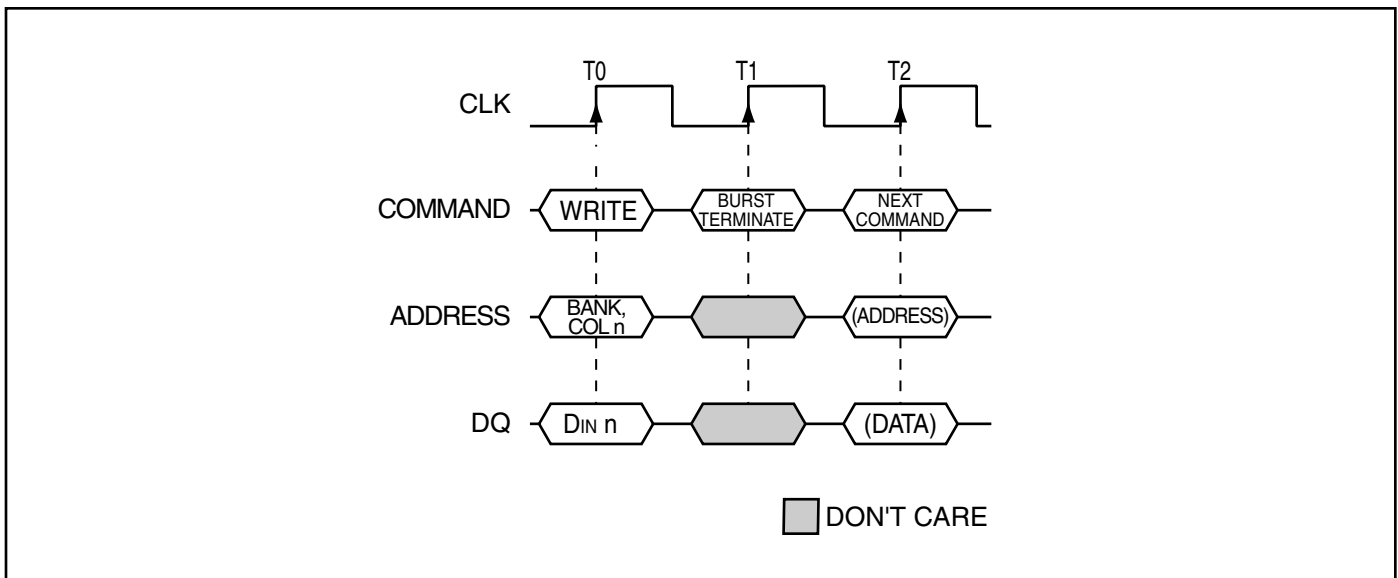 T0 T1 T2
CLK
COMMAND WRITE BURST TERMINATE NEXT COMMAND
ADDRESS BANK, COL n (ADDRESS)
DQ DIN n (DATA)
DON'T CARE